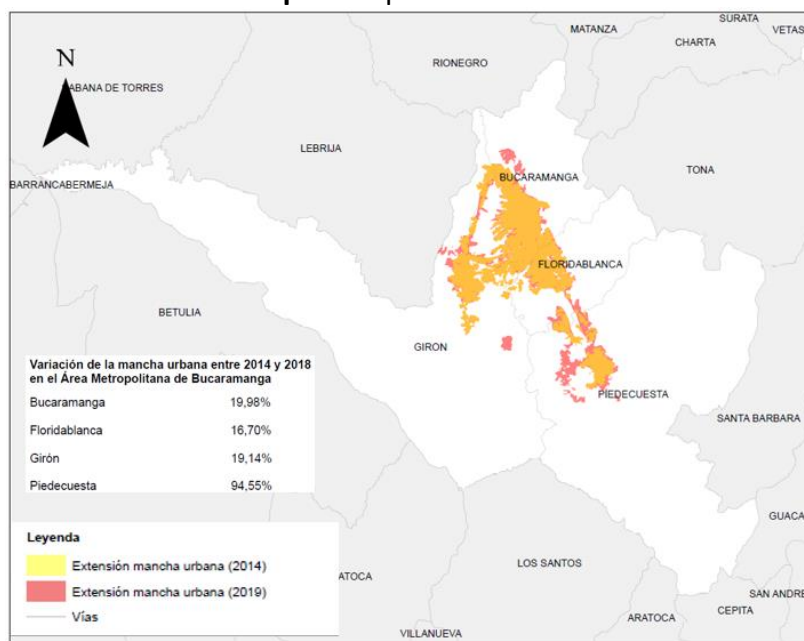 SURATA
MATANZA
VETAS
CHARTA
N
RIONEGRO
ABANA DE TORRES
LEBRIJA
TONA
BUCARAMANGA
BARRANCABERMEJA
FLORIDABLANCA
BETULIA
GIRON
Variación de la mancha urbana entre 2014 y 2018
en el Área Metropolitana de Bucaramanga
Bucaramanga 19,98%
Floridablanca 16,70%
Girón 19,14%
Piedecuesta 94,55%
PIEDECUESTA
SANTA BARBARA
GUACA
Leyenda
Extensión mancha urbana (2014)
Extensión mancha urbana (2019)
Vías
LOS SANTOS
ATOCA
SAN ANDRE
CEPITA
ARATOCA
VILLANUEVA